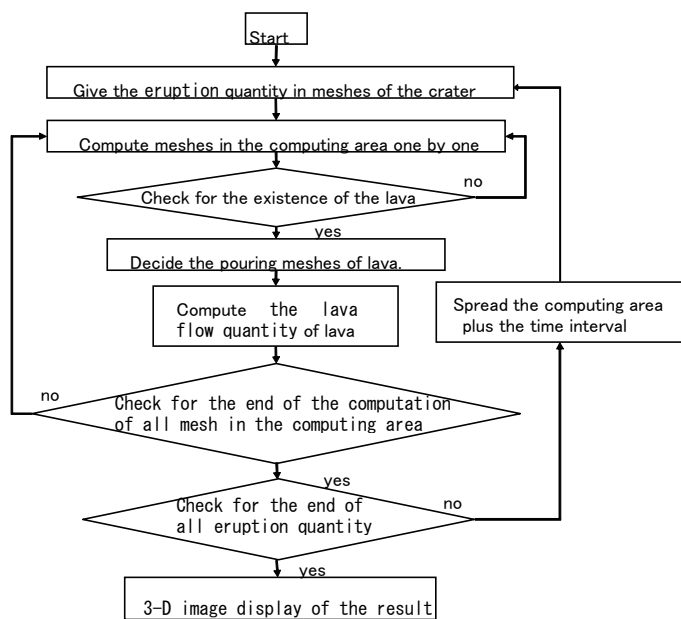 Start
Give the eruption quantity in meshes of the crater
Compute meshes in the computing area one by one
no
Check for the existence of the lava
yes
Decide the pouring meshes of lava.
Compute the lava
flow quantity of lava
Spread the computing area
plus the time interval
no
Check for the end of the computation
of all mesh in the computing area
yes
Check for the end of
all eruption quantity
no
yes
3-D image display of the result